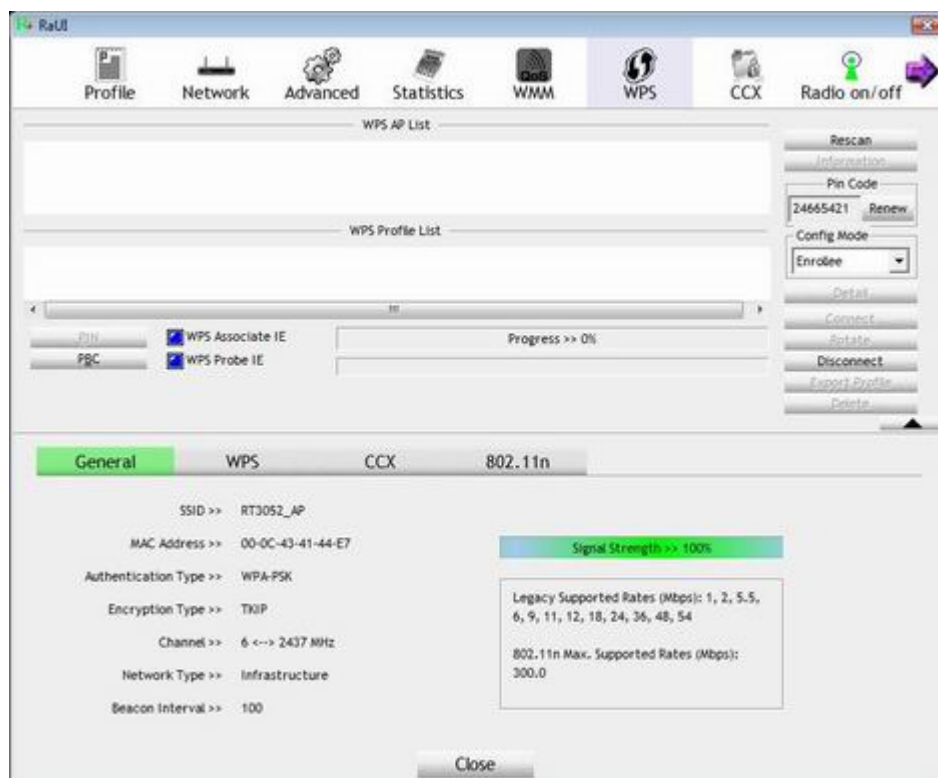 RaUI
Profile Network Advanced Statistics WMM WPS CCX Radio on/off
QoS
WPS AP List
Rescan
Information
Pin Code
24665421 Renew
WPS Profile List
Config Mode
Enrollee
Detail
Connect
PIN WPS Associate IE Progress >> 0%
Rotate
PBC WPS Probe IE
Disconnect
Export Profile
Delete
General WPS CCX 802.11n
SSID >> RT3052_AP
MAC Address >> 00-0C-43-41-44-E7
Signal Strength >> 100%
Authentication Type >> WPA-PSK
Encryption Type >> TKIP
Channel >> 6 <--> 2437 MHz
Network Type >> Infrastructure
Beacon Interval >> 100
Legacy Supported Rates (Mbps): 1, 2, 5.5,
6, 9, 11, 12, 18, 24, 36, 48, 54
802.11n Max. Supported Rates (Mbps):
300.0
Close